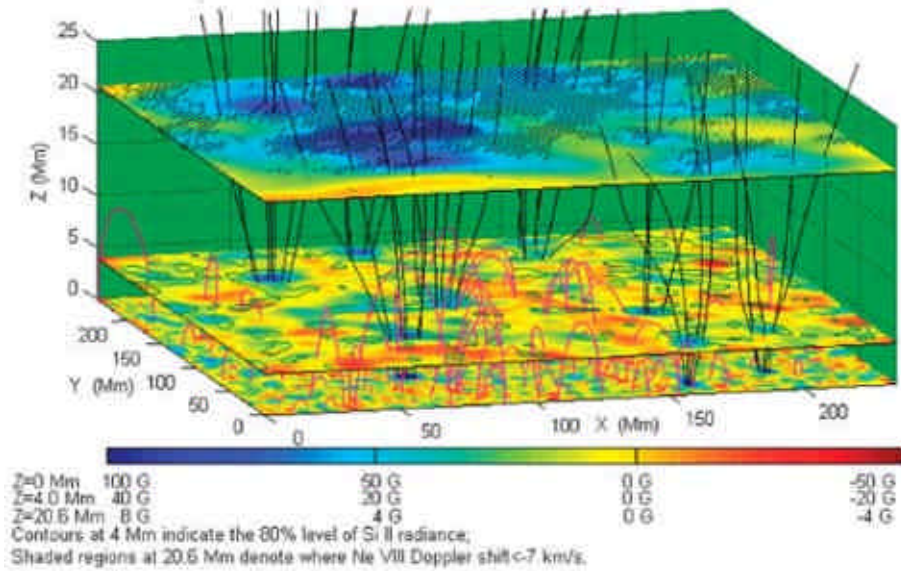 25
20
15
10
5
0
Z (Mm)
200
150
100
50
0
Y (Mm)
0
50
100
X (Mm)
150
200
Z=0 Mm 100 G 50 G 0 G -50 G
Z=4.0 Mm 40 G 20 G 0 G -20 G
Z=20.6 Mm 8 G 4 G 0 G -4 G
Contours at 4 Mm indicate the 80% level of Si II radiance;
Shaded regions at 20.6 Mm denote where Ne VIII Doppler shift<-7 km/s.